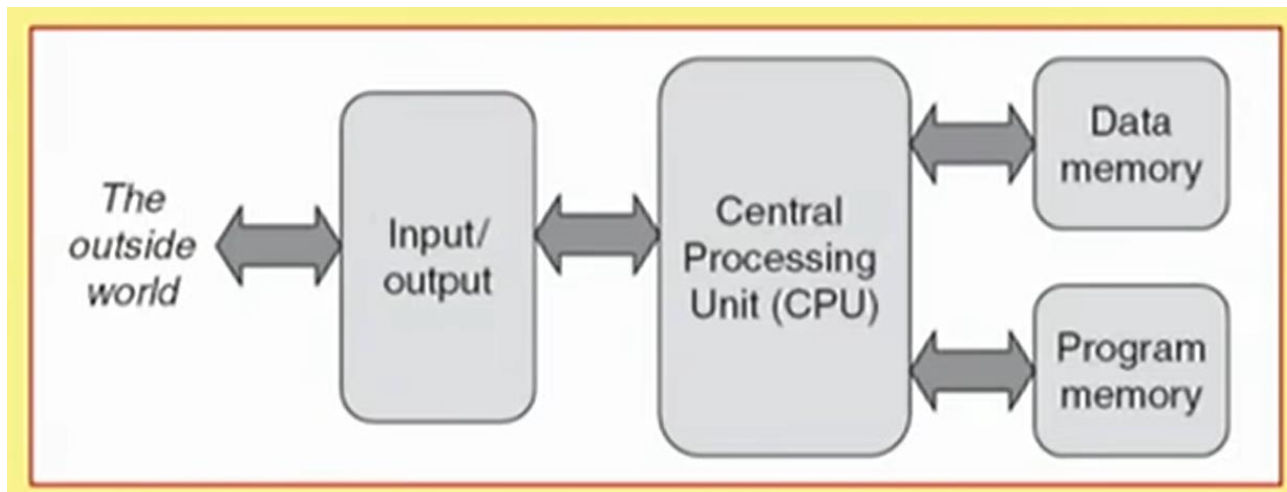 The
outside
world
Input/
output
Central
Processing
Unit (CPU)
Data
memory
Program
memory